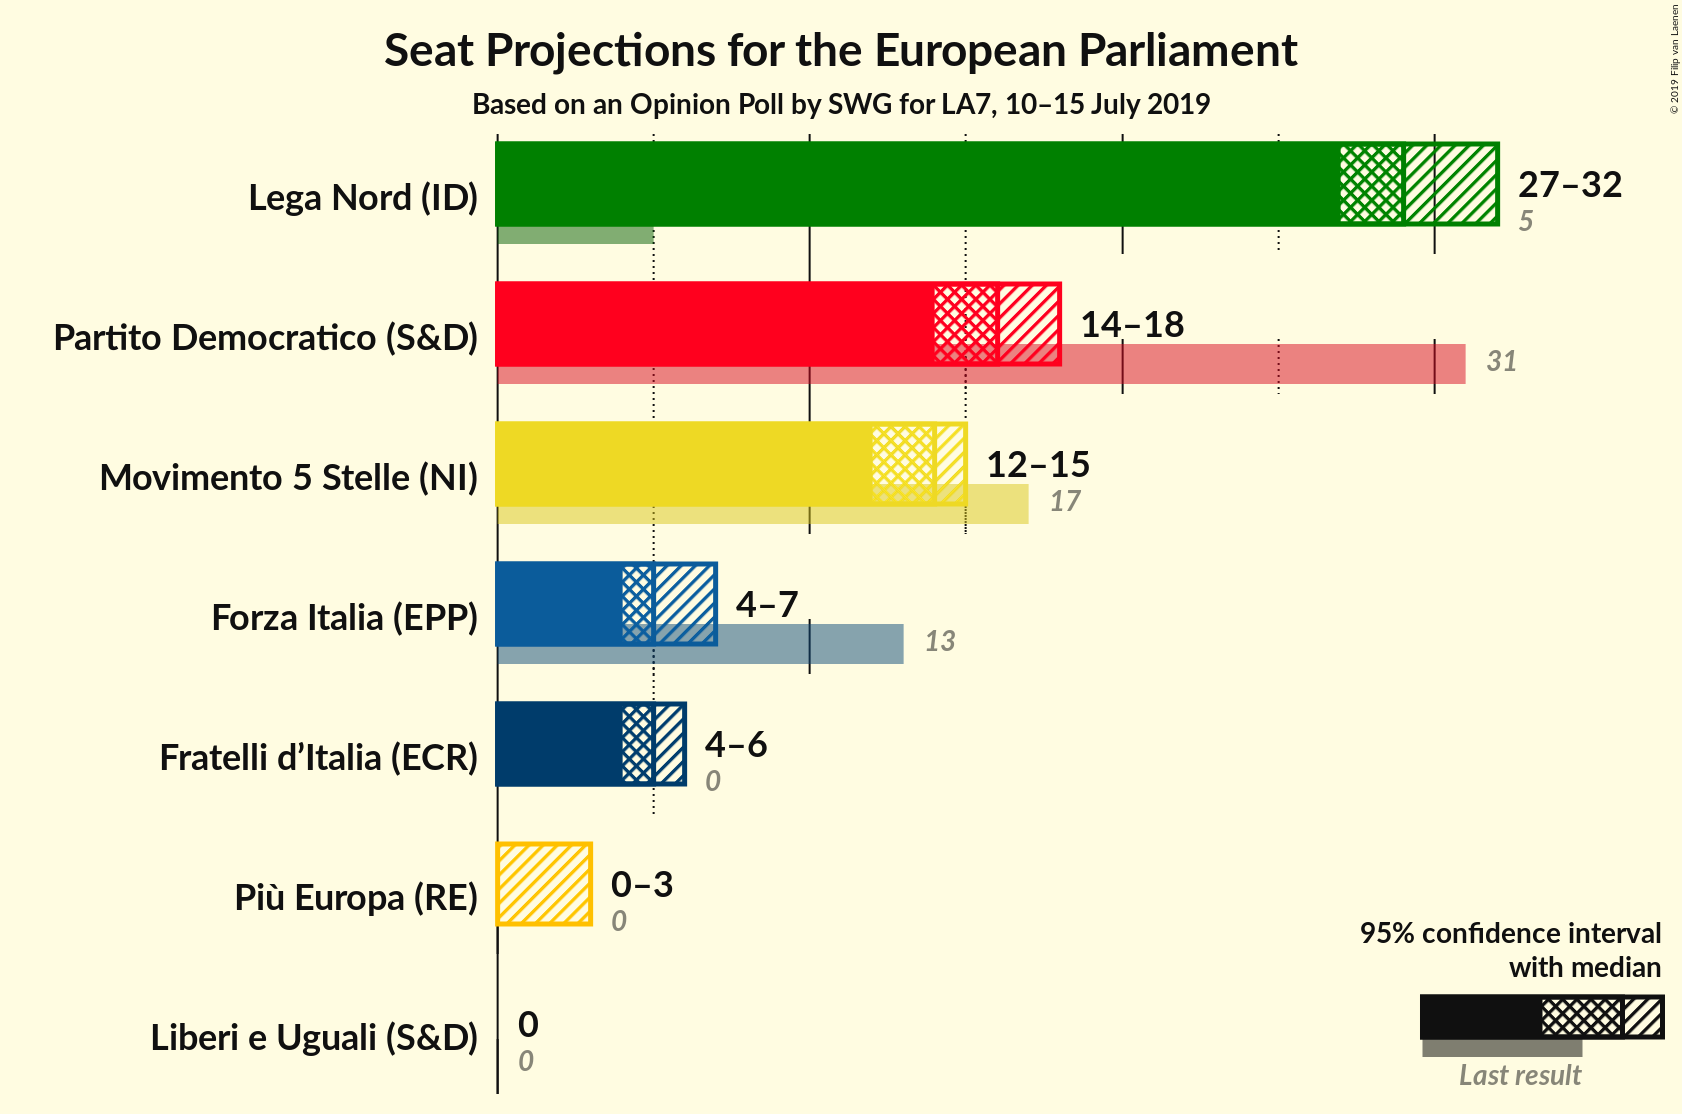 Seat Projections for the European Parliament
Based on an Opinion Poll by SWG for LA7, 10–15 July 2019
© 2019 Filip van Laenen
Lega Nord (ID)
27–32
5
Partito Democratico (S&D)
14–18
31
Movimento 5 Stelle (NI)
12–15
17
Forza Italia (EPP)
4–7
13
Fratelli d’Italia (ECR)
4–6
0
Più Europa (RE)
0–3
0
Liberi e Uguali (S&D)
0
0
95% confidence interval
with median
Last result